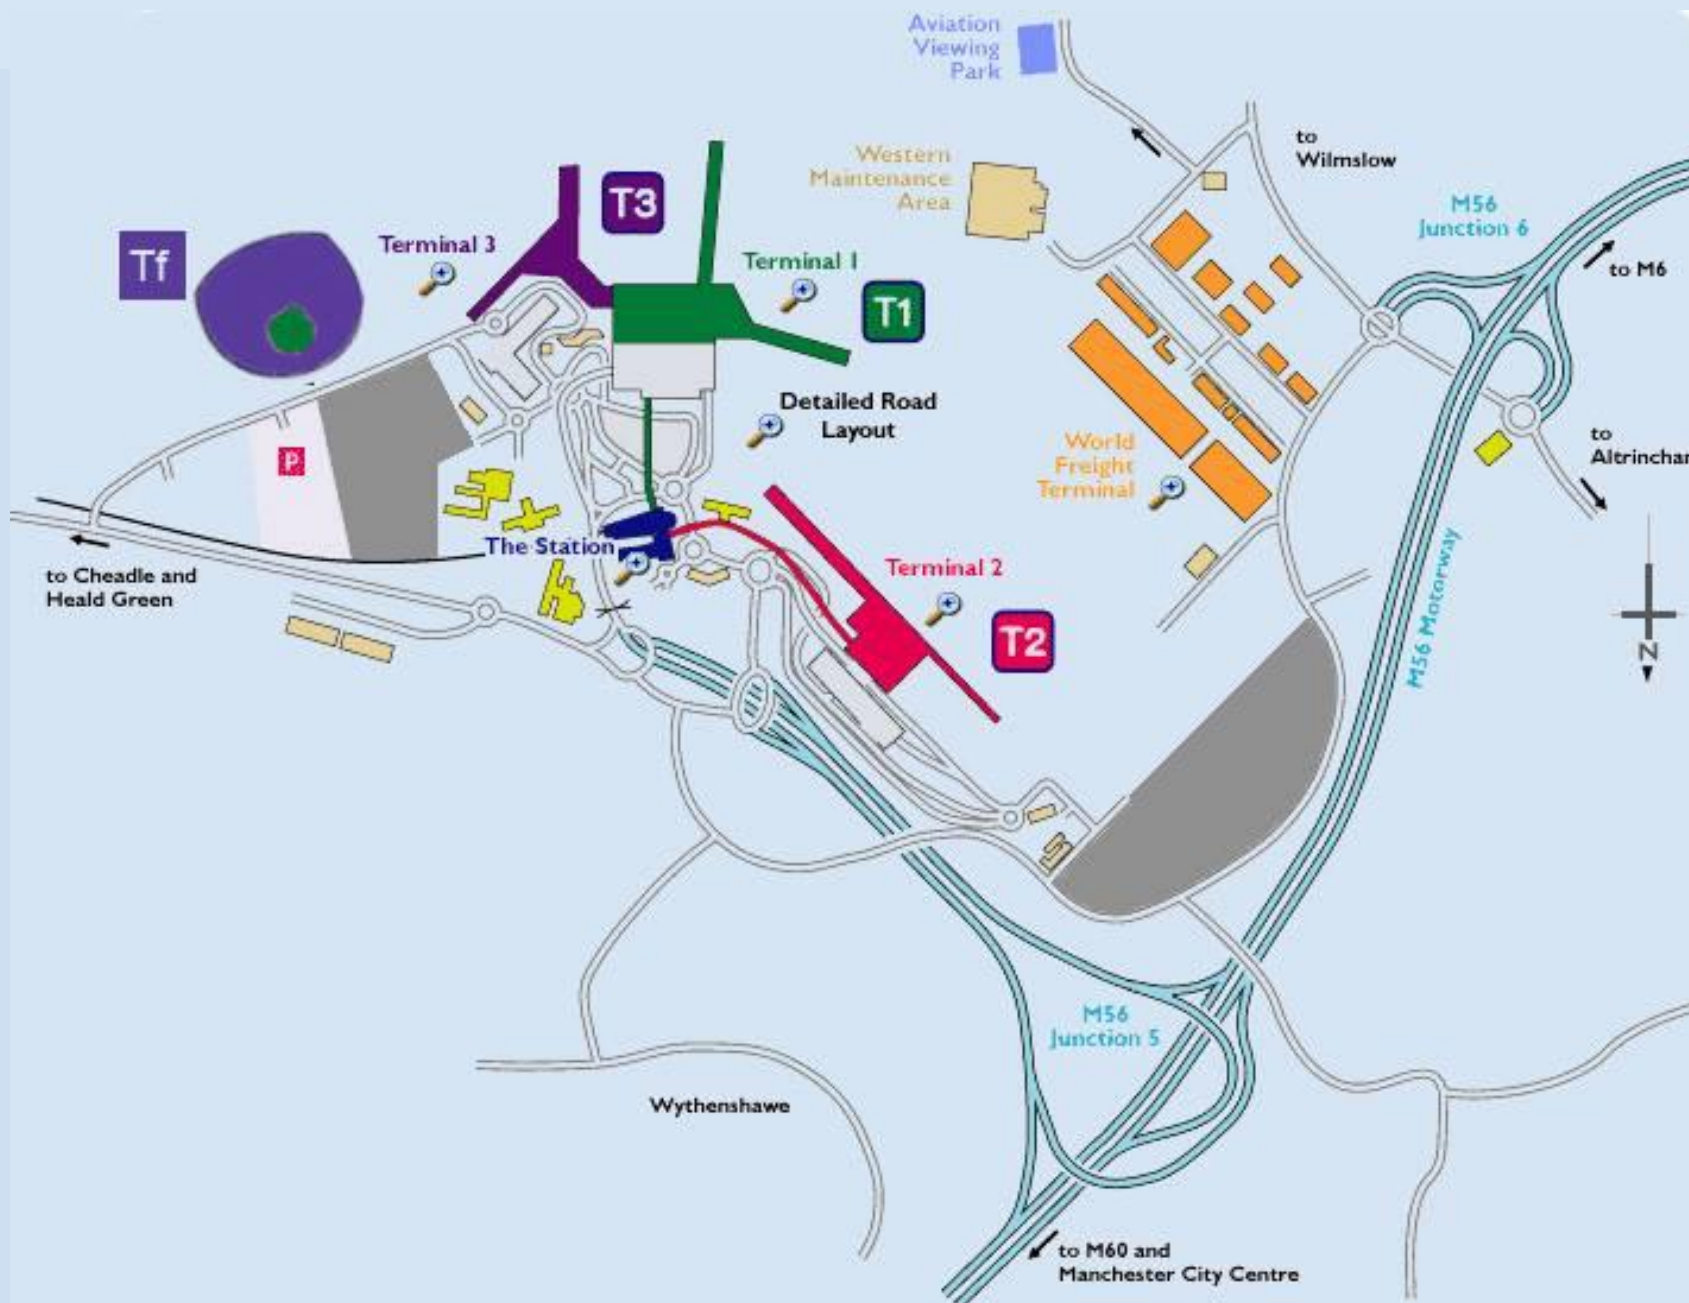 Aviation
Viewing
Park
to
Wilmslow
Western
Maintenance
Area
M56
Junction 6
T3
Terminal 3
Tf
Terminal 1
to M6
T1
Detailed Road
Layout
World
Freight
Terminal
to
Altrinchar
P
The Station
to Cheadle and
Heald Green
Terminal 2
T2
M56 Motorway
N
M56
Junction 5
Wythenshawe
to M60 and
Manchester City Centre